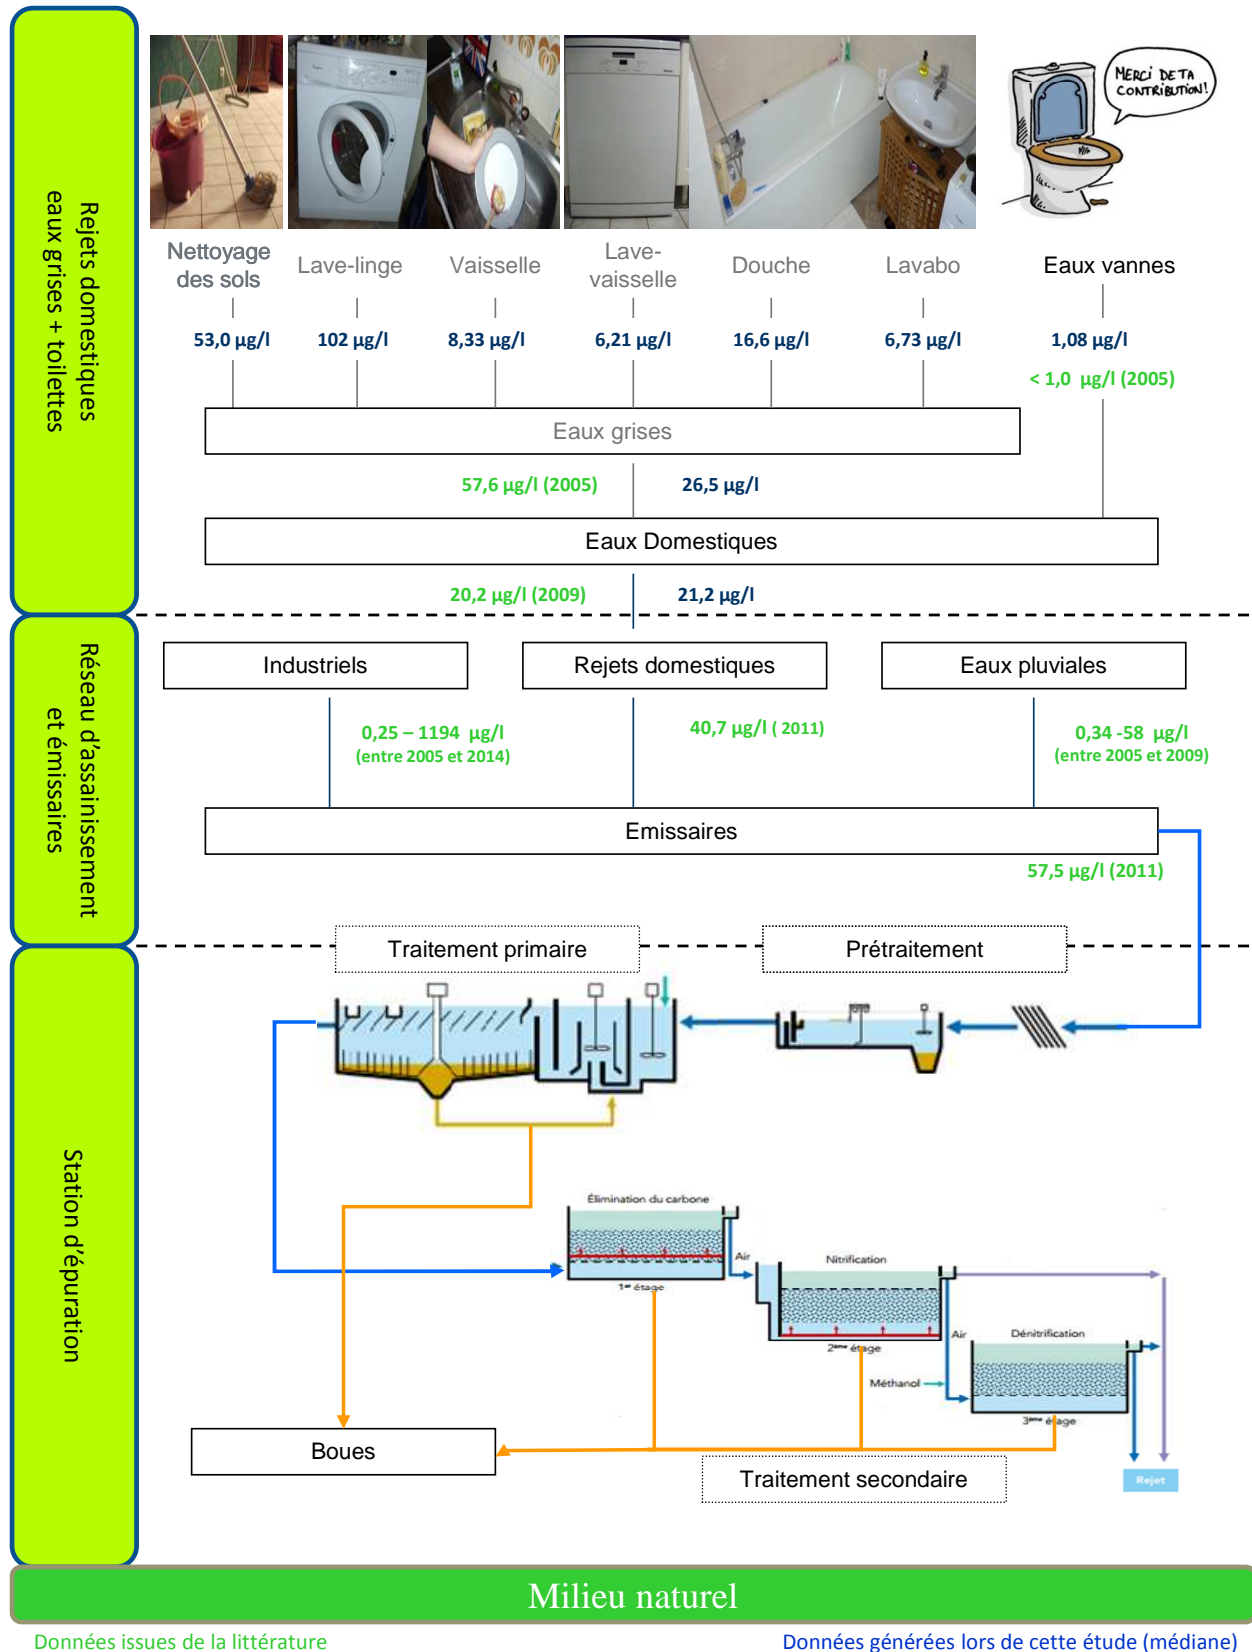 Rejets domestiques
eaux grises + toilettes
MERCI DE TA
CONTRIBUTION!
Nettoyage
des sols
Lave-linge
Vaisselle
Lave-
vaisselle
Douche
Lavabo
Eaux vannes
53,0 µg/l
102 µg/l
8,33 µg/l
6,21 µg/l
16,6 µg/l
6,73 µg/l
1,08 µg/l
< 1,0 µg/l (2005)
Eaux grises
57,6 µg/l (2005)
26,5 µg/l
Eaux Domestiques
20,2 µg/l (2009)
21,2 µg/l
Réseau d'assainissement
et émissaires
Industriels
Rejets domestiques
Eaux pluviales
0,25 – 1194 µg/l
(entre 2005 et 2014)
40,7 µg/l ( 2011)
0,34 -58 µg/l
(entre 2005 et 2009)
Emissaires
57,5 µg/l (2011)
Station d'épuration
Traitement primaire
Prétraitement
Élimination du carbone
Air
1er étage
Nitrification
Air
2ème étage
Dénitrification
Méthanol
3ème étage
Boues
Traitement secondaire
Rejet
Milieu naturel
Données issues de la littérature
Données générées lors de cette étude (médiane)